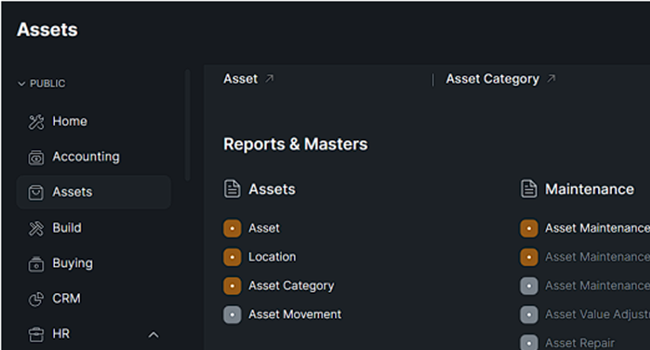 Assets
PUBLIC
Home
Accounting
Assets
Build
Buying
CRM
HR
Asset
Asset Category
Reports & Masters
Assets
Asset
Location
Asset Category
Asset Movement
Maintenance
Asset Maintenance
Asset Maintenance
Asset Maintenance
Asset Value
Asset Repair